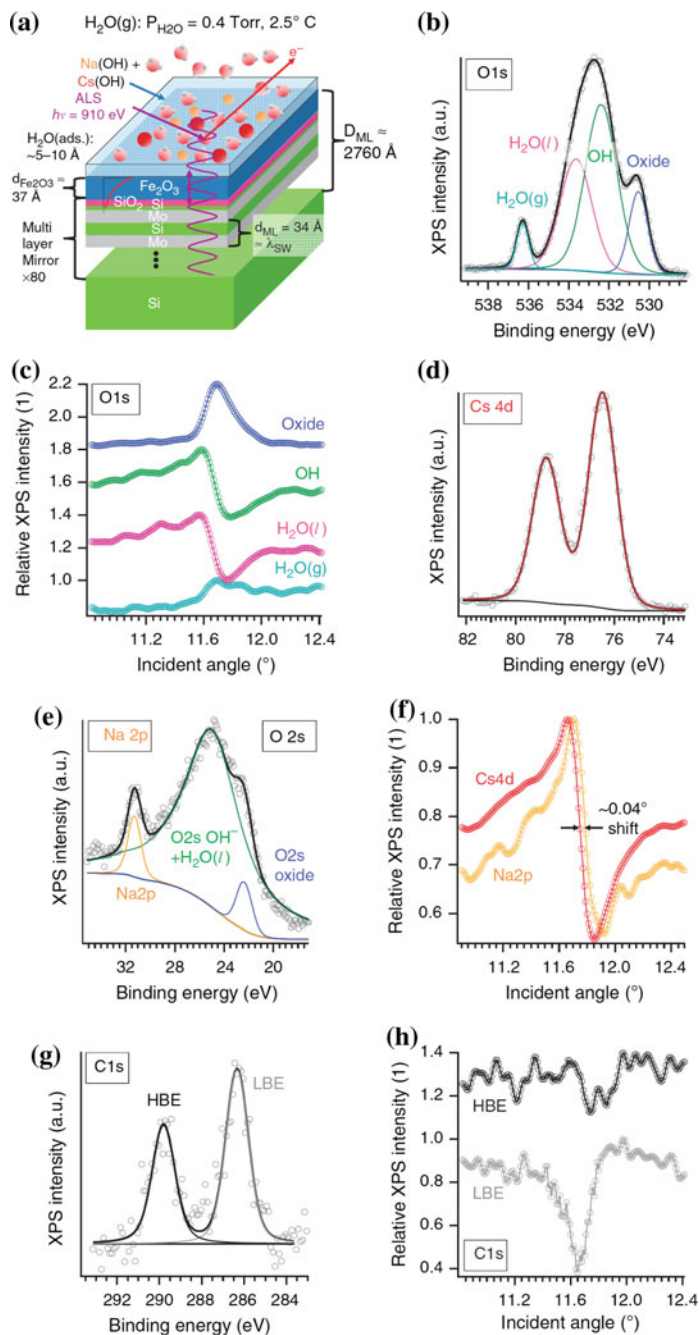 (a)
H2O(g): PH2O = 0.4 Torr, 2.5° C
Na(OH) +
Cs(OH)
ALS
hν = 910 eV
e−
H2O(ads.):
~5–10 Å
dFe2O3 ≈
37 Å
Multi
layer
Mirror
×80
Fe2O3
SiO2
Si
Mo
Si
Mo
Si
dML = 34 Å
≈ λSW
DML ≈
2760 Å
(b)
O1s
H2O(l)
OH
Oxide
H2O(g)
XPS intensity (a.u.)
538 536 534 532 530
Binding energy (eV)
(c)
O1s
2.2
2.0
1.8
1.6
1.4
1.2
1.0
Oxide
OH
H2O(l)
H2O(g)
Relative XPS intensity (1)
11.2 11.6 12.0 12.4
Incident angle (°)
(d)
Cs 4d
XPS intensity (a.u.)
82 80 78 76 74
Binding energy (eV)
(e)
Na 2p
O 2s
O2s OH−
+H2O(l)
O2s
oxide
Na2p
XPS intensity (a.u.)
32 28 24 20
Binding energy (eV)
(f)
1.0
0.9
0.8
0.7
0.6
Cs4d
~0.04°
shift
Na2p
Relative XPS intensity (1)
11.2 11.6 12.0 12.4
Incident angle (°)
(g)
C1s
HBE
LBE
XPS intensity (a.u.)
292 290 288 286 284
Binding energy (eV)
(h)
1.4
1.2
1.0
0.8
0.6
0.4
HBE
LBE
C1s
Relative XPS intensity (1)
11.2 11.6 12.0 12.4
Incident angle (°)